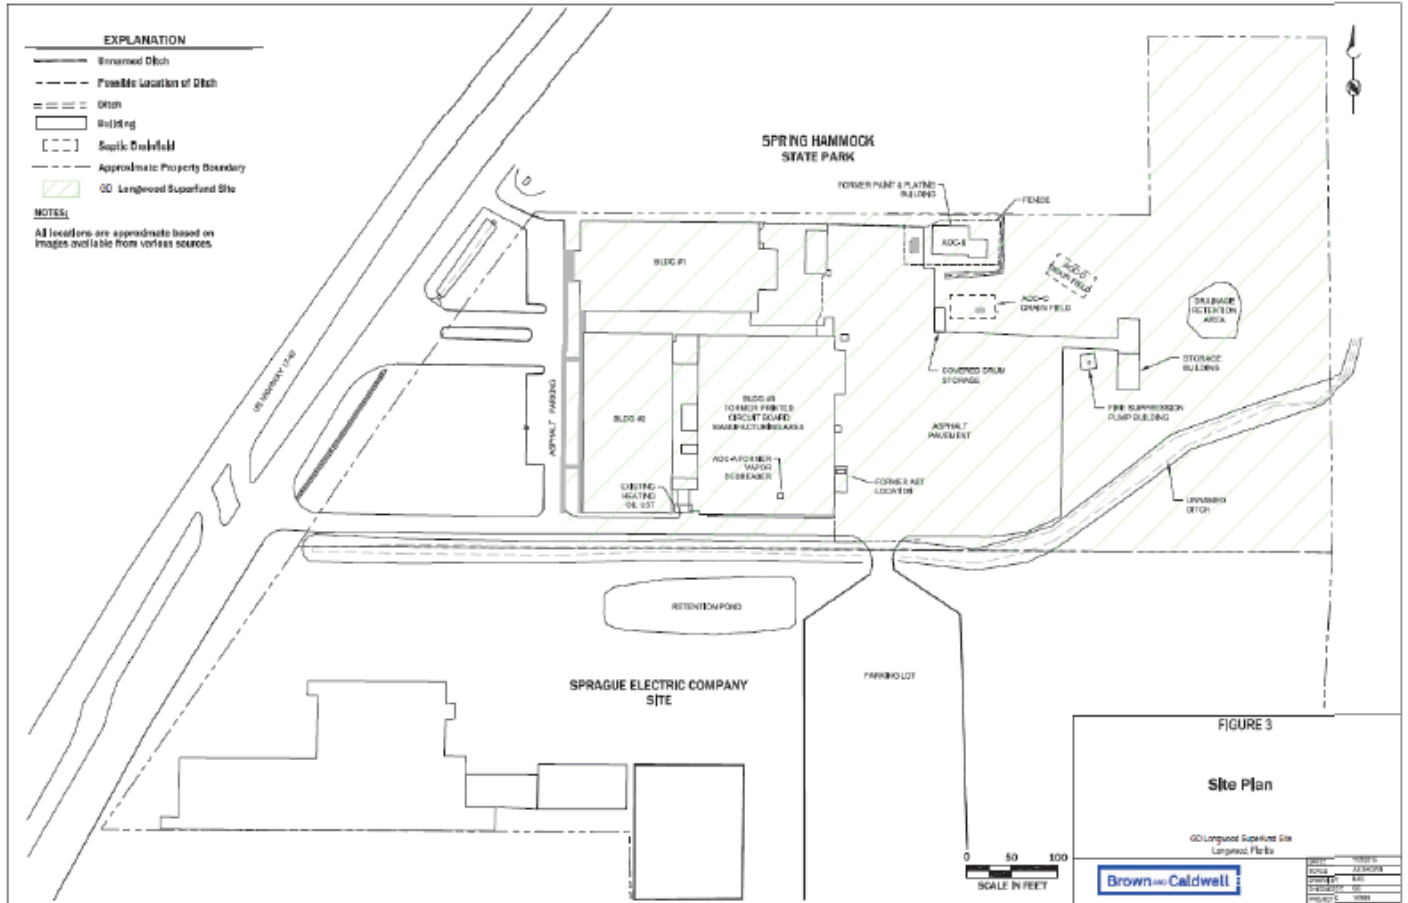 EXPLANATION
Unnamed Ditch
Possible Location of Ditch
Ditch
Building
Septic Drainfield
Approximate Property Boundary
GD Longwood Superfund Site
NOTES:
All locations are approximate based on
images available from various sources.
SPRING HAMMOCK
STATE PARK
FORMER PAINT & PLATING
BUILDING
FENCE
AOC-B
BLDG #1
DRAIN FIELD
AOC-C
DRAIN FIELD
DRAINAGE
RETENTION
AREA
US HIGHWAY 17-92
ASPHALT PARKING
COVERED DRUM
STORAGE
STORAGE
BUILDING
BLDG #2
BLDG #3
FORMER PRINTED
CIRCUIT BOARD
MANUFACTURING AREA
FIRE SUPPRESSION
PUMP BUILDING
ASPHALT
PAVEMENT
AOC-A FORMER
VAPOR
DEGREASER
EXISTING
HEATING
OIL UST
FORMER AST
LOCATION
UNNAMED
DITCH
RETENTION POND
SPRAGUE ELECTRIC COMPANY
SITE
PARKING LOT
FIGURE 3
Site Plan
GD Longwood Superfund Site
Longwood, Florida
0 50 100
SCALE IN FEET
Brown AND Caldwell